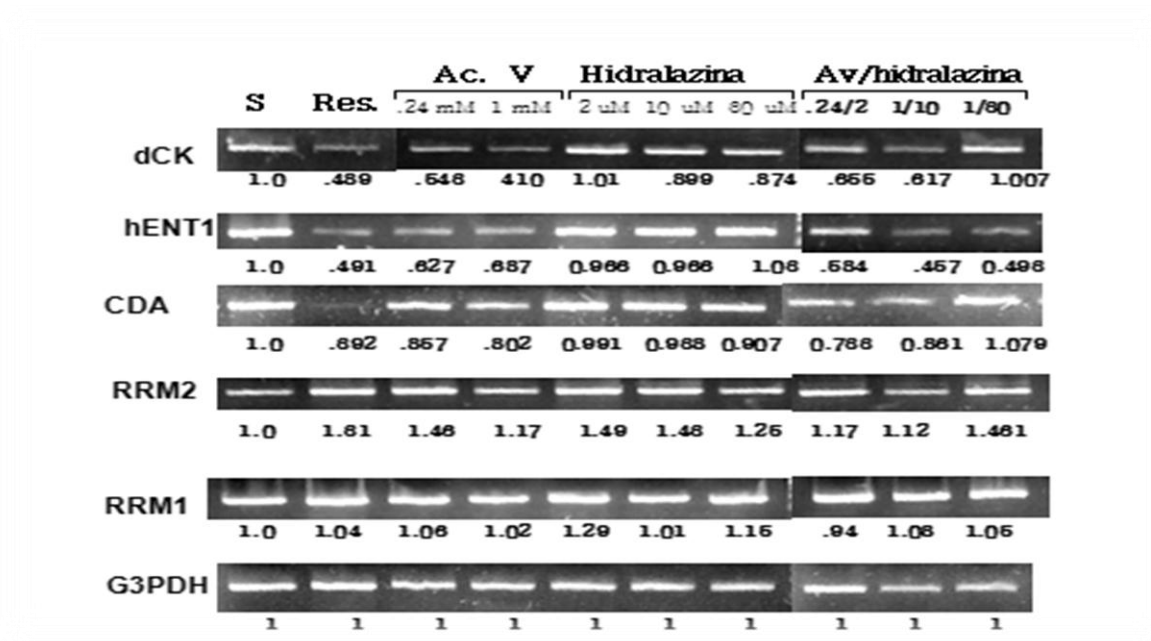 Ac. V Hidralazina Av/hidralazina
S Res. .24 mM 1 mM 2 uM 10 uM 80 uM .24/2 1/10 1/80
dCK
1.0 .489 .546 410 1.01 .899 .874 .655 .617 1.007
hENT1
1.0 .491 .627 .687 0.966 0.966 1.06 .584 .457 0.498
CDA
1.0 .692 .857 .802 0.991 0.968 0.907 0.786 0.861 1.079
RRM2
1.0 1.61 1.46 1.17 1.49 1.46 1.25 1.17 1.12 1.461
RRM1
1.0 1.04 1.06 1.02 1.29 1.01 1.15 .94 1.08 1.05
G3PDH
1 1 1 1 1 1 1 1 1 1